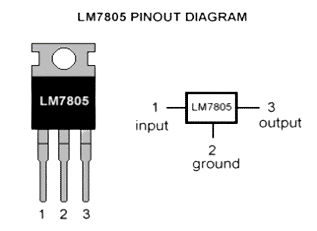 LM7805 PINOUT DIAGRAM
LM7805
1 2 3
1 LM7805 3
input output
2
ground